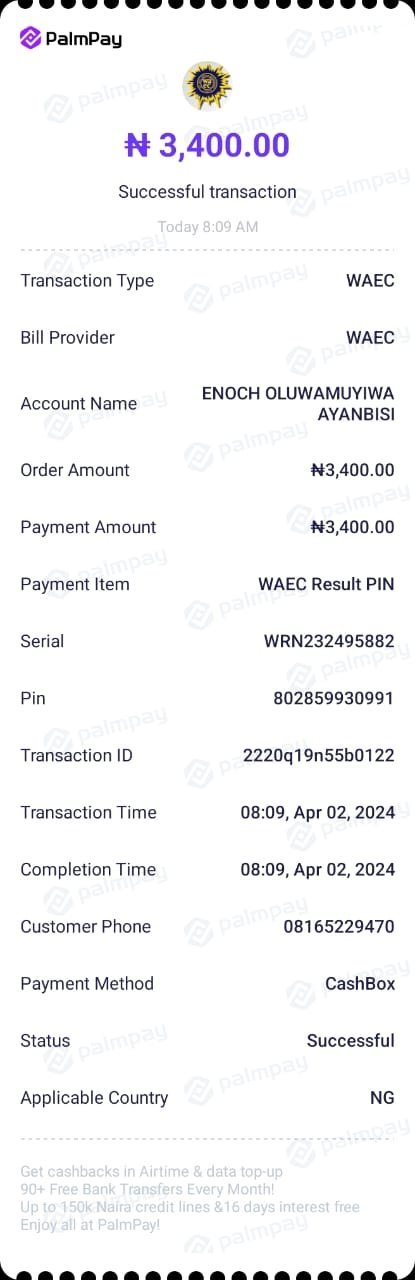 PalmPay
₦ 3,400.00
Successful transaction
Today 8:09 AM
Transaction Type WAEC
Bill Provider WAEC
Account Name ENOCH OLUWAMUYIWA
AYANBISI
Order Amount ₦3,400.00
Payment Amount ₦3,400.00
Payment Item WAEC Result PIN
Serial WRN232495882
Pin 802859930991
Transaction ID 2220q19n55b0122
Transaction Time 08:09, Apr 02, 2024
Completion Time 08:09, Apr 02, 2024
Customer Phone 08165229470
Payment Method CashBox
Status Successful
Applicable Country NG
Get cashbacks in Airtime & data top-up
90+ Free Bank Transfers Every Month!
Up to 150k Naira credit lines &16 days interest free
Enjoy all at PalmPay!